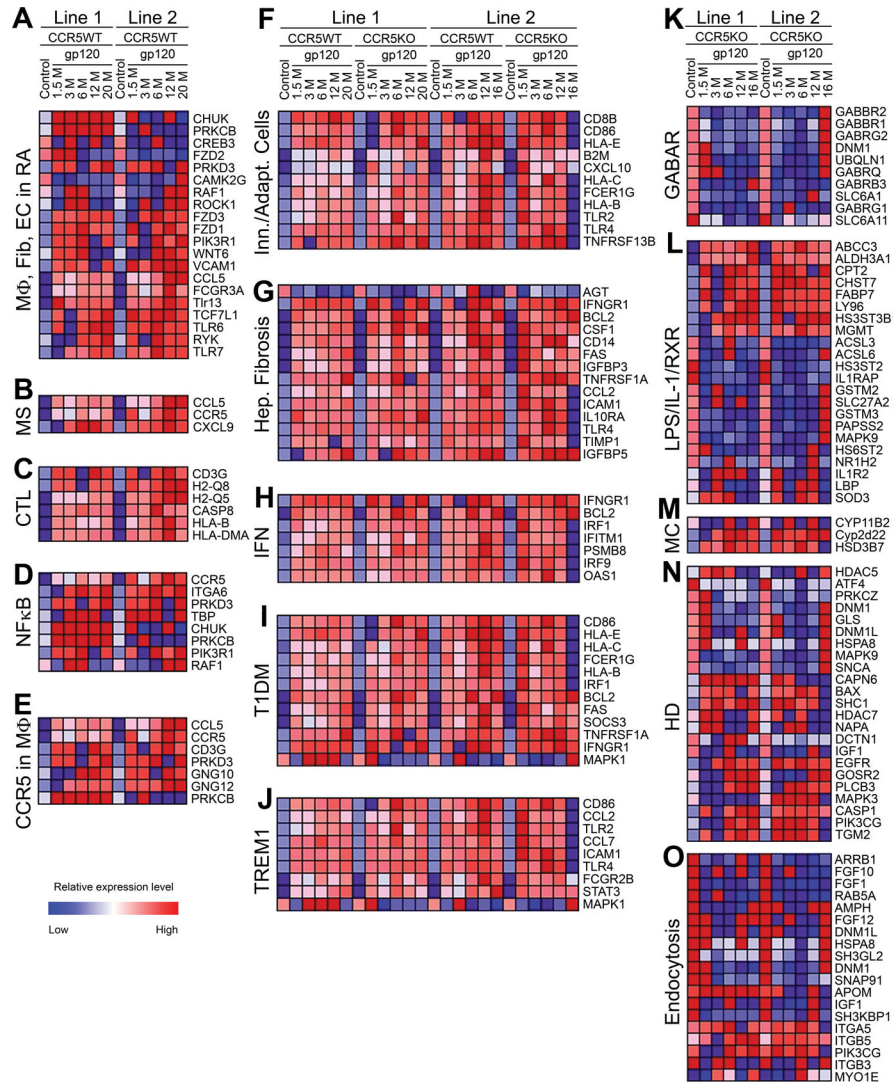 A
Line 1 Line 2
CCR5WT CCR5WT
gp120
Control 1.5 M 3 M 6 M 12 M 20 M Control 1.5 M 3 M 6 M 12 M 20 M
MΦ, Fib, EC in RA
CHUK
PRKCB
CREB3
FZD2
PRKD3
CAMK2G
RAF1
ROCK1
FZD3
FZD1
PIK3R1
WNT6
VCAM1
CCL5
FCGR3A
Tlr13
TCF7L1
TLR6
RYK
TLR7
B
MS
CCL5
CCR5
CXCL9
C
CTL
CD3G
H2-Q8
H2-Q5
CASP8
HLA-B
HLA-DMA
D
NFκB
CCR5
ITGA6
PRKD3
TBP
CHUK
PRKCB
PIK3R1
RAF1
E
CCR5 in MΦ
CCL5
CCR5
CD3G
PRKD3
GNG10
GNG12
PRKCB
Relative expression level
Low High
F
Line 1 Line 2
CCR5WT CCR5KO CCR5WT CCR5KO
gp120
Control 1.5 M 3 M 6 M 12 M 20 M Control 1.5 M 3 M 6 M 12 M 20 M Control 1.5 M 3 M 6 M 12 M 16 M Control 1.5 M 3 M 6 M 12 M 16 M
Inn./Adapt. Cells
CD8B
CD86
HLA-E
B2M
CXCL10
HLA-C
FCER1G
HLA-B
TLR2
TLR4
TNFRSF13B
G
Hep. Fibrosis
AGT
IFNGR1
BCL2
CSF1
CD14
FAS
IGFBP3
TNFRSF1A
CCL2
ICAM1
IL10RA
TLR4
TIMP1
IGFBP5
H
IFN
IFNGR1
BCL2
IRF1
IFITM1
PSMB8
IRF9
OAS1
I
T1DM
CD86
HLA-E
HLA-C
FCER1G
HLA-B
IRF1
BCL2
FAS
SOCS3
TNFRSF1A
IFNGR1
MAPK1
J
TREM1
CD86
CCL2
TLR2
CCL7
ICAM1
TLR4
FCGR2B
STAT3
MAPK1
K
Line 1 Line 2
CCR5KO CCR5KO
gp120
Control 1.5 M 3 M 6 M 12 M 16 M Control 1.5 M 3 M 6 M 12 M 16 M
GABAR
GABBR2
GABBR1
GABRG2
DNM1
UBQLN1
GABRQ
GABRB3
SLC6A1
GABRG1
SLC6A11
L
LPS/IL-1/RXR
ABCC3
ALDH3A1
CPT2
CHST7
FABP7
LY96
HS3ST3B
MGMT
ACSL3
ACSL6
HS3ST2
IL1RAP
GSTM2
SLC27A2
GSTM3
PAPSS2
MAPK9
HS6ST2
NR1H2
IL1R2
LBP
SOD3
M
MC
CYP11B2
Cyp2d22
HSD3B7
N
HD
HDAC5
ATF4
PRKCZ
DNM1
GLS
DNM1L
HSPA8
MAPK9
SNCA
CAPN6
BAX
SHC1
HDAC7
NAPA
DCTN1
IGF1
EGFR
GOSR2
PLCB3
MAPK3
CASP1
PIK3CG
TGM2
O
Endocytosis
ARRB1
FGF10
FGF1
RAB5A
AMPH
FGF12
DNM1L
HSPA8
SH3GL2
DNM1
SNAP91
APOM
IGF1
SH3KBP1
ITGA5
ITGB5
PIK3CG
ITGB3
MYO1E